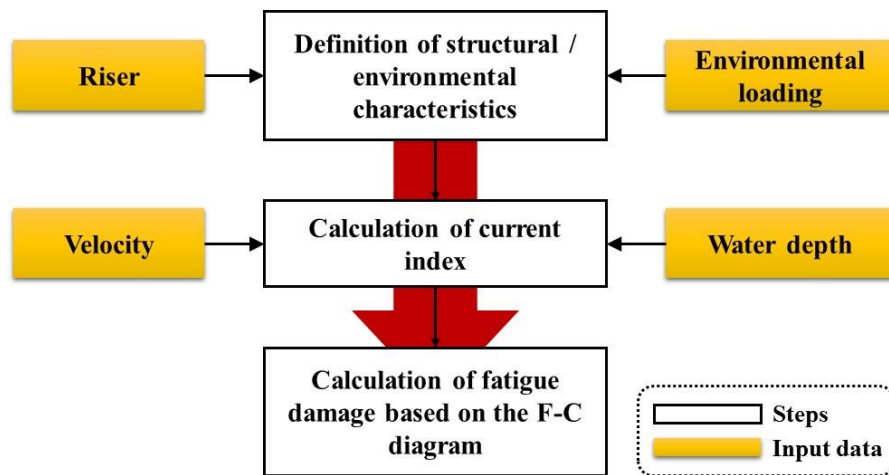 Riser
Definition of structural /
environmental
characteristics
Environmental
loading
Velocity
Calculation of current
index
Water depth
Calculation of fatigue
damage based on the F-C
diagram
Steps
Input data